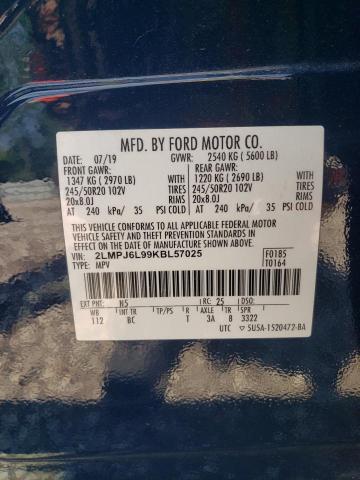 MFD. BY FORD MOTOR CO.
DATE: 07/19 GVWR: 2540 KG ( 5600 LB)
FRONT GAWR: REAR GAWR:
1347 KG ( 2970 LB) 1220 KG ( 2690 LB)
245/50R20 102V TIRES 245/50R20 102V TIRES
20x8.0J RIMS 20x8.0J RIMS
AT 240 kPa/ 35 PSI COLD AT 240 kPa/ 35 PSI COLD
THIS VEHICLE CONFORMS TO ALL APPLICABLE FEDERAL MOTOR
VEHICLE SAFETY STANDARD AND THEFT PREVENTION STANDARDS
IN EFFECT ON THE DATE OF MANUFACTURE SHOWN ABOVE.
VIN: 2LMPJ6L99KBL57025 F0185
TYPE: MPV T0164
EXT PNT: N5 RC: 25 DSO:
WB BRK INT TR TP/PS R AXLE TR SPR
112 BC T 3A 8 3322
UTC 5U5A-1520472-BA